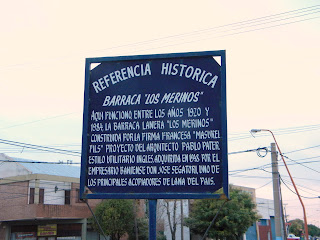 REFERENCIA HISTORICA
BARRACA "LOS MERINOS"
AQUI FUNCIONO ENTRE LOS AÑOS 1920 Y
1984 LA BARRACA LANERA "LOS MERINOS"
CONSTRUIDA POR LA FIRMA FRANCESA "MASUREL
FILS" PROYECTO DEL ARQUITECTO PABLO PATER
ESTILO UTILITARIO INGLES, ADQUIRIDA EN 1948 POR EL
EMPRESARIO BAHIENSE DON JOSE SEGATORI, UNO DE
LOS PRINCIPALES ACOPIADORES DE LANA DEL PAIS.